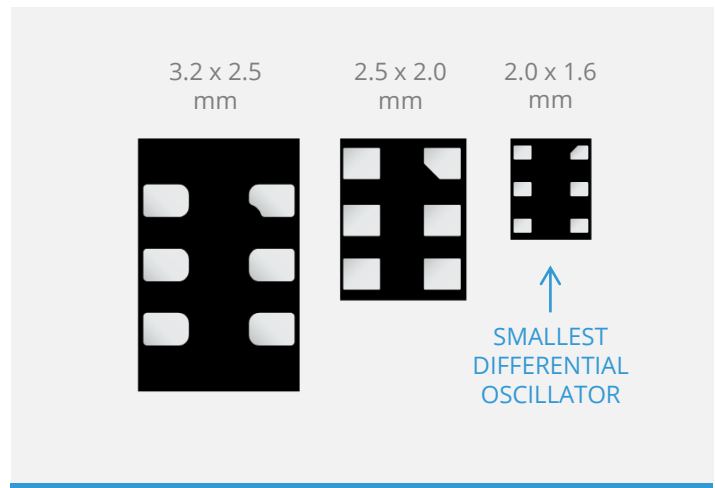 3.2 x 2.5
mm
2.5 x 2.0
mm
2.0 x 1.6
mm
SMALLEST
DIFFERENTIAL
OSCILLATOR